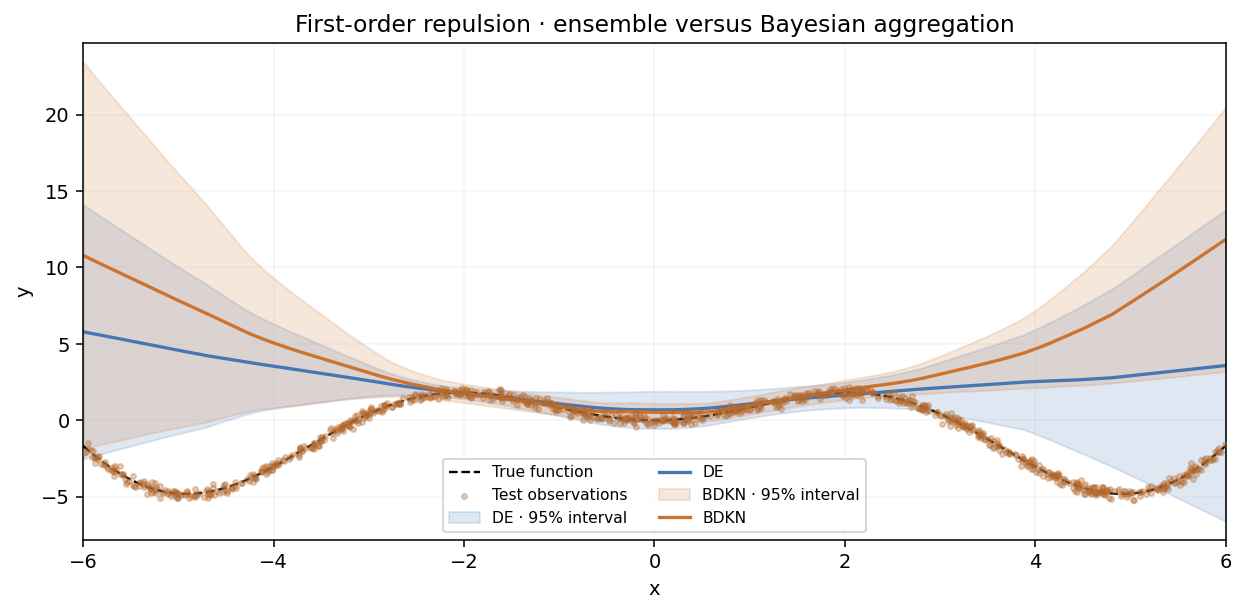 First-order repulsion · ensemble versus Bayesian aggregation
y
20
15
10
5
0
−5
−6
−4
−2
0
2
4
6
x
True function
Test observations
DE · 95% interval
DE
BDKN · 95% interval
BDKN